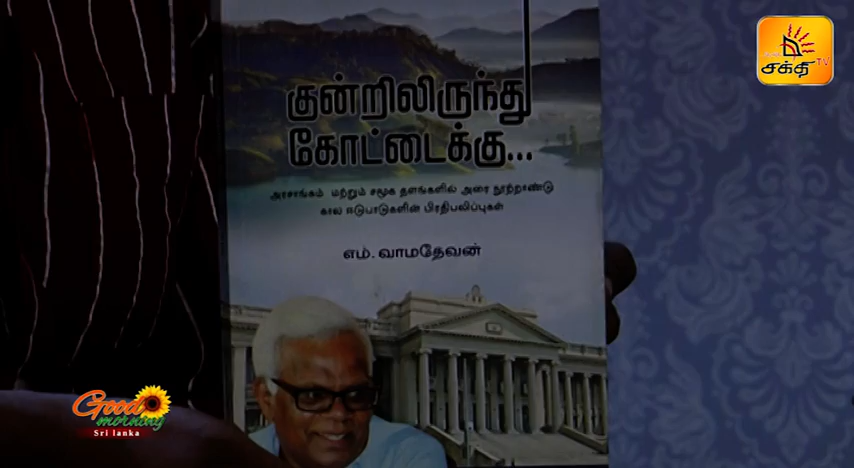 சக்தி TV
குன்றிலிருந்து
கோட்டைக்கு...
அரசாங்கம் மற்றும் சமூக தளங்களில் அரை நூற்றாண்டு
கால ஈடுபாடுகளின் பிரதிபலிப்புகள்
எம். வாமதேவன்
Good
morning
Sri lanka